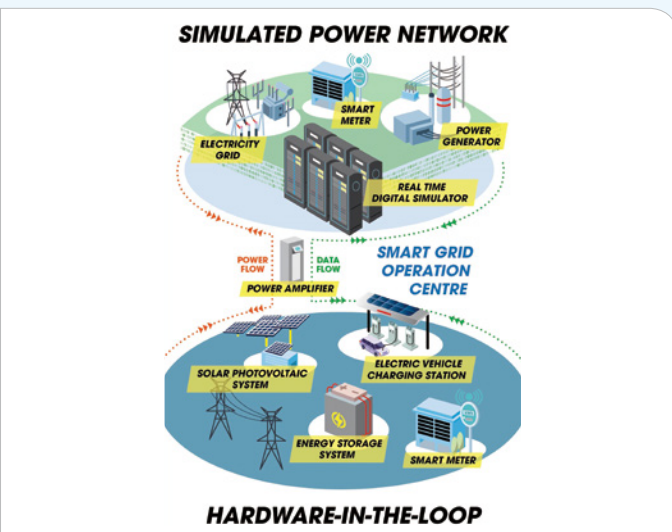 SIMULATED POWER NETWORK
SMART
METER
ELECTRICITY
GRID
POWER
GENERATOR
REAL TIME
DIGITAL SIMULATOR
POWER
FLOW
DATA
FLOW
POWER AMPLIFIER
SMART GRID
OPERATION
CENTRE
SOLAR PHOTOVOLTAIC
SYSTEM
ELECTRIC VEHICLE
CHARGING STATION
ENERGY STORAGE
SYSTEM
SMART METER
HARDWARE-IN-THE-LOOP